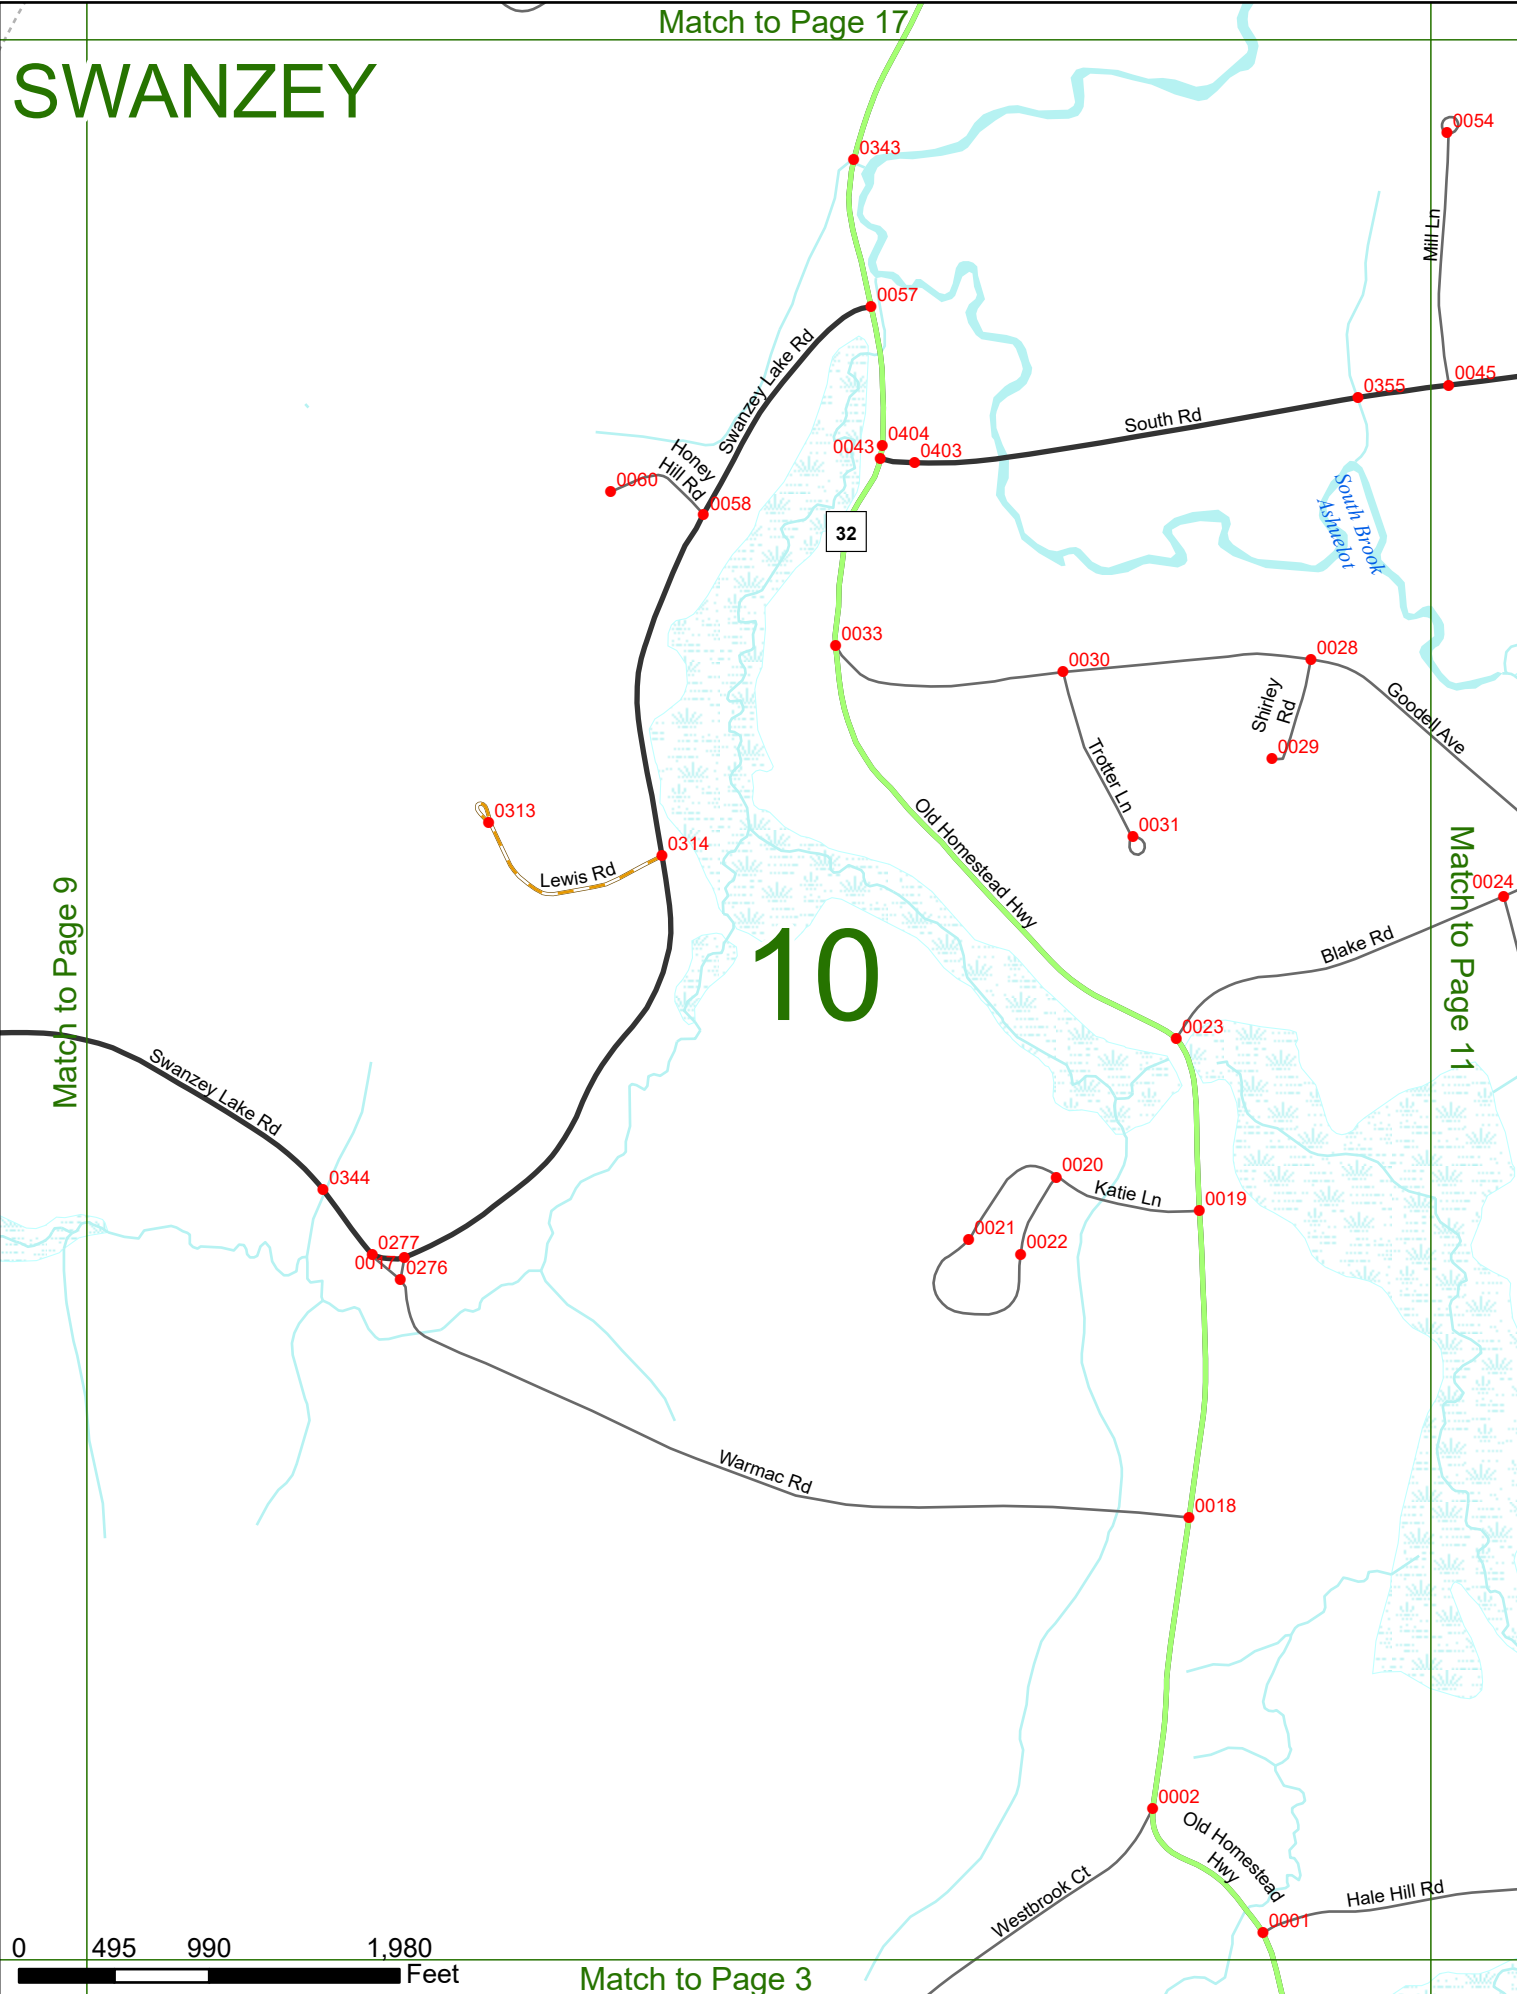 Match to Page 17
SWANZEY
0054
0343
Mill Ln
0057
Swanzey Lake Rd
0355
0045
South Rd
0404
0043
0403
Honey
Hill Rd
0060
0058
32
South Brook
Ashuelot
0033
0030
0028
Shirley
Rd
Goodell Ave
0029
Trotter Ln
0031
0313
0314
Lewis Rd
Old Homestead Hwy
Match to Page 9
Match to Page 11
0024
Blake Rd
10
0023
Swanzey Lake Rd
0344
0020
Katie Ln
0019
0021
0022
0277
0017
0276
Warmac Rd
0018
0002
Old Homestead
Hwy
Westbrook Ct
Hale Hill Rd
0001
0 495 990 1,980
Feet
Match to Page 3